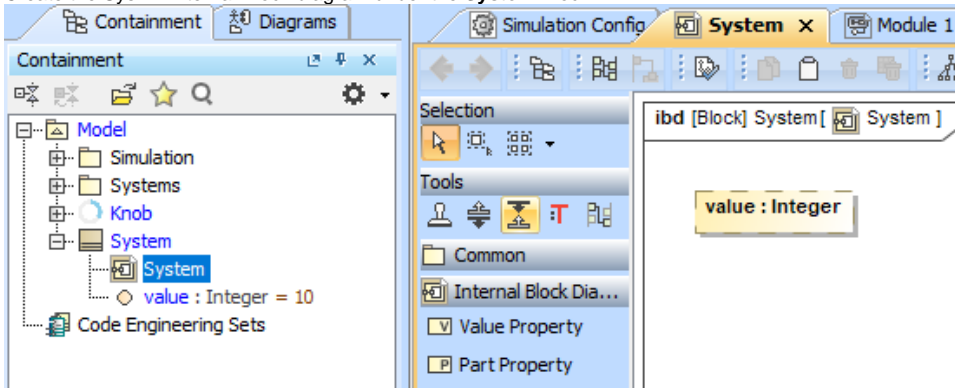 Containment
Diagrams
Containment
Model
Simulation
Systems
Knob
System
System
value : Integer = 10
Code Engineering Sets
Simulation Config
System
Module 1
Selection
Tools
Common
Internal Block Dia...
V Value Property
P Part Property
ibd [Block] System[ System ]
value : Integer